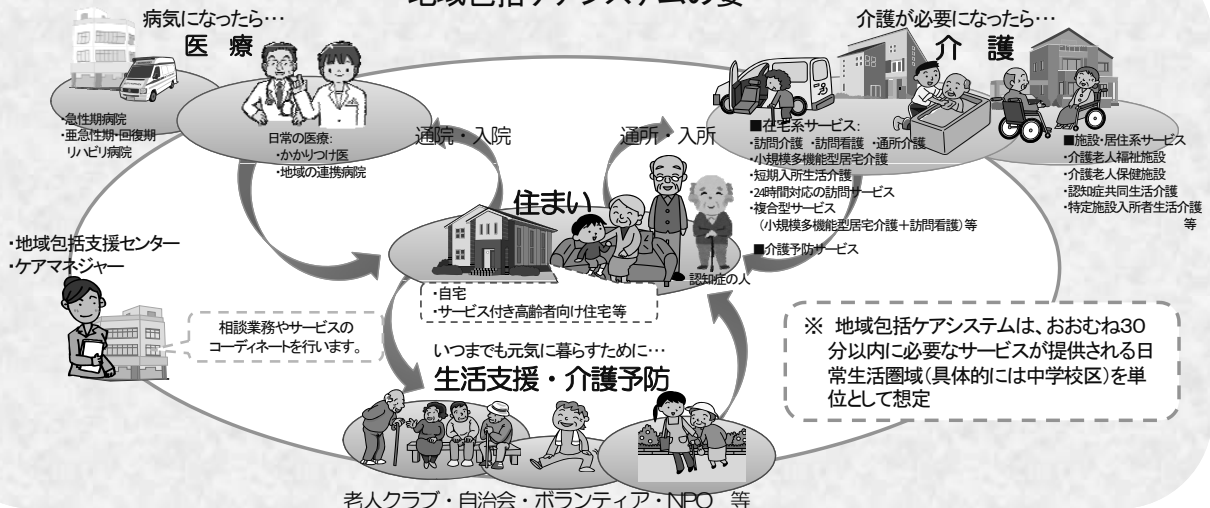 地域包括ケアシステムの姿
病気になったら…
医 療
・急性期病院
・亜急性期・回復期
リハビリ病院
日常の医療:
・かかりつけ医
・地域の連携病院
通院・入院
通所・入所
介護が必要になったら…
介 護
■在宅系サービス:
・訪問介護 ・訪問看護 ・通所介護
・小規模多機能型居宅介護
・短期入所生活介護
・24時間対応の訪問サービス
・複合型サービス
(小規模多機能型居宅介護+訪問看護)等
■介護予防サービス
■施設・居住系サービス
・介護老人福祉施設
・介護老人保健施設
・認知症共同生活介護
・特定施設入所者生活介護
等
住まい
認知症の人
・自宅
・サービス付き高齢者向け住宅等
・地域包括支援センター
・ケアマネジャー
相談業務やサービスの
コーディネートを行います。
いつまでも元気に暮らすために…
生活支援・介護予防
老人クラブ・自治会・ボランティア・NPO 等
※ 地域包括ケアシステムは、おおむね30
分以内に必要なサービスが提供される日
常生活圏域(具体的には中学校区)を単
位として想定